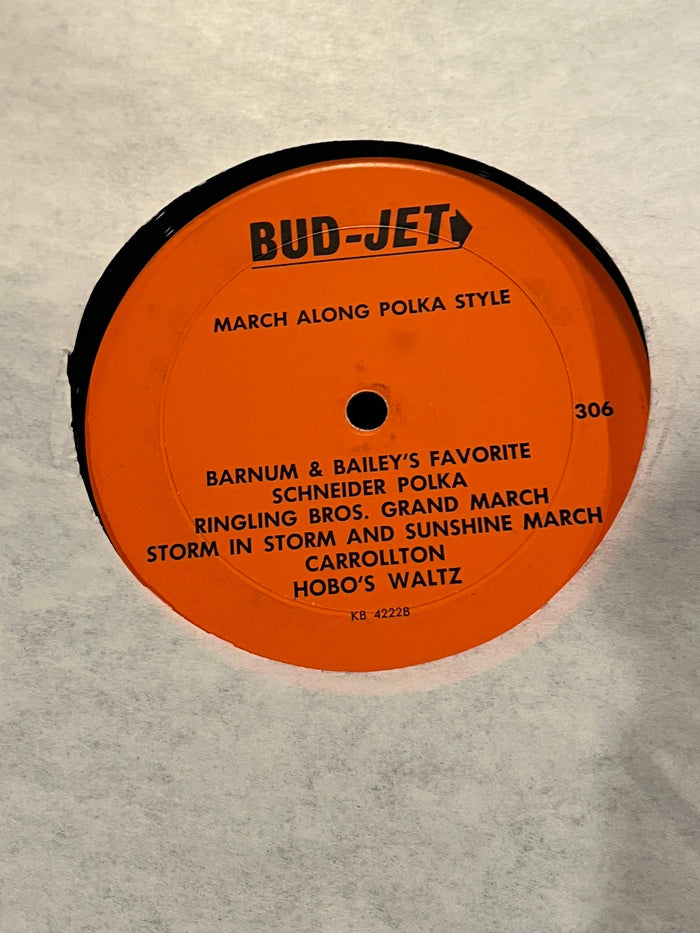 BUD-JET
MARCH ALONG POLKA STYLE
306
BARNUM & BAILEY'S FAVORITE
SCHNEIDER POLKA
RINGLING BROS. GRAND MARCH
STORM IN STORM AND SUNSHINE MARCH
CARROLLTON
HOBO'S WALTZ
KB 4222B